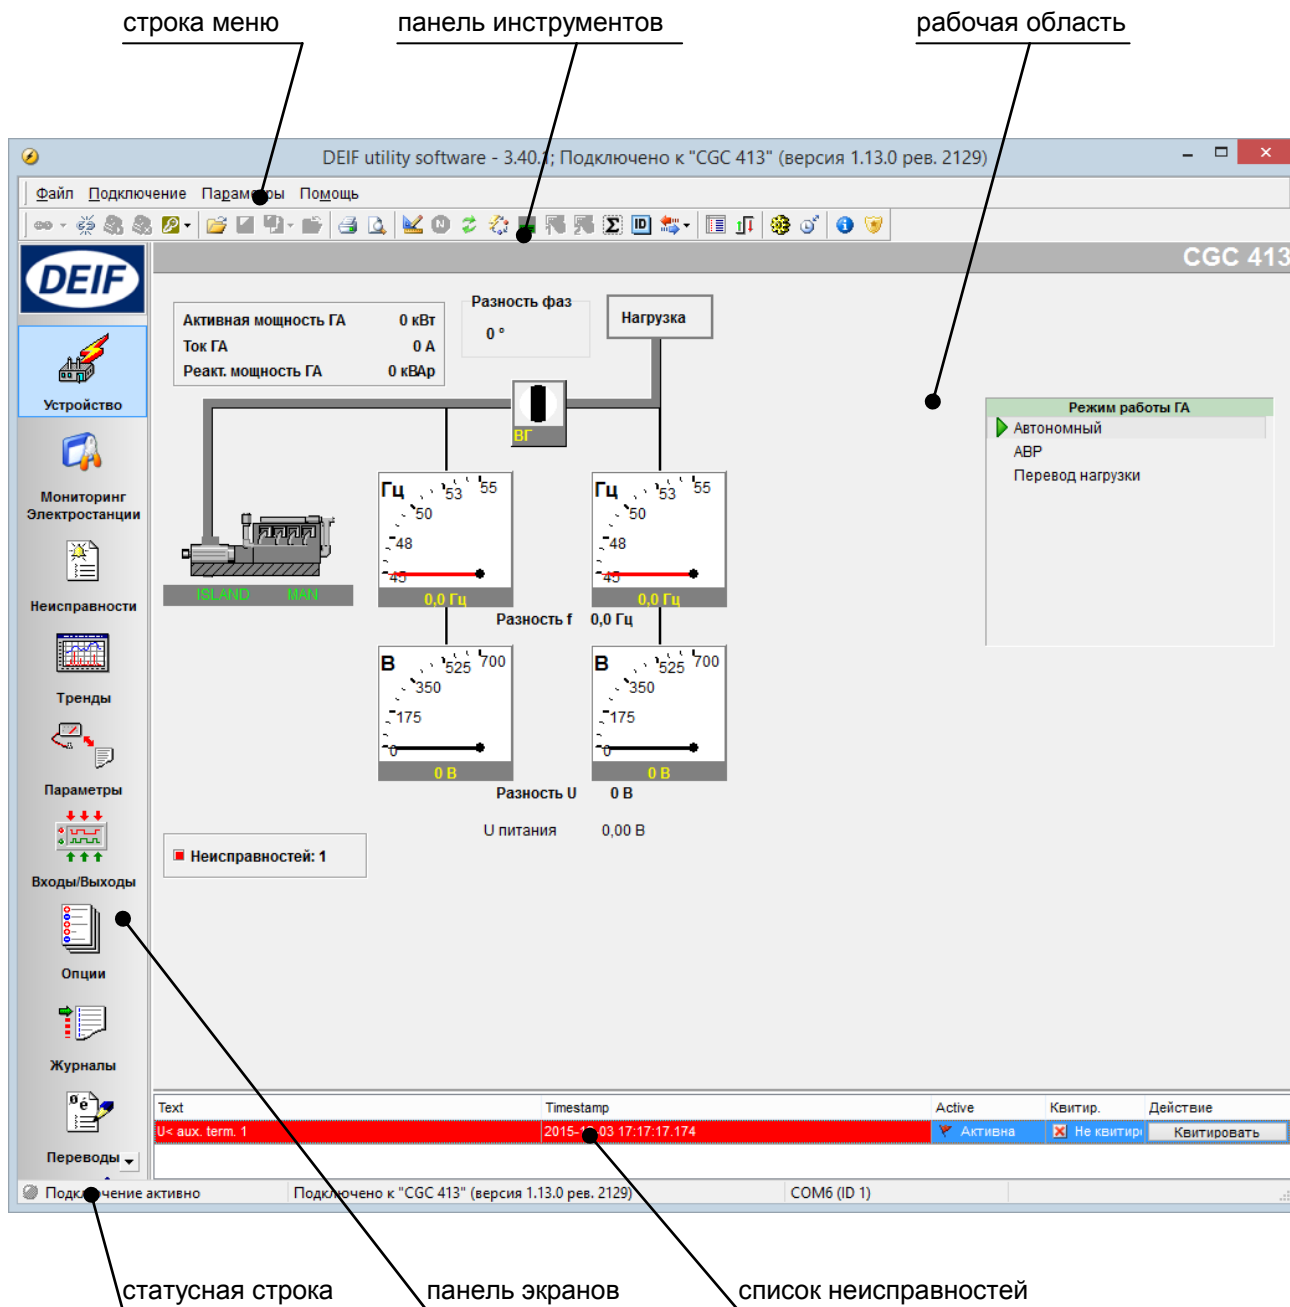 строка меню
панель инструментов
рабочая область
DEIF utility software - 3.40.1; Подключено к "CGC 413" (версия 1.13.0 рев. 2129)
Файл Подключение Параметры Помощь
N Σ ID
DEIF
CGC 413
Активная мощность ГА 0 кВт
Ток ГА 0 А
Реакт. мощность ГА 0 кВАр
Разность фаз
0 °
Нагрузка
ВГ
Режим работы ГА
Автономный
АВР
Перевод нагрузки
Устройство
Мониторинг
Электростанции
Неисправности
Тренды
Параметры
Входы/Выходы
Опции
Журналы
Переводы
ISLAND MAN
Гц 45 48 50 53 55
0,0 Гц
Гц 45 48 50 53 55
0,0 Гц
Разность f 0,0 Гц
В 0 175 350 525 700
0 В
В 0 175 350 525 700
0 В
Разность U 0 В
U питания 0,00 В
Неисправностей: 1
Text Timestamp Active Квитир. Действие
U< aux. term. 1 17:17:17.174 Активна Не квитир Квитировать
Подключение активно Подключено к "CGC 413" (версия 1.13.0 рев. 2129) COM6 (ID 1)
статусная строка
панель экранов
список неисправностей